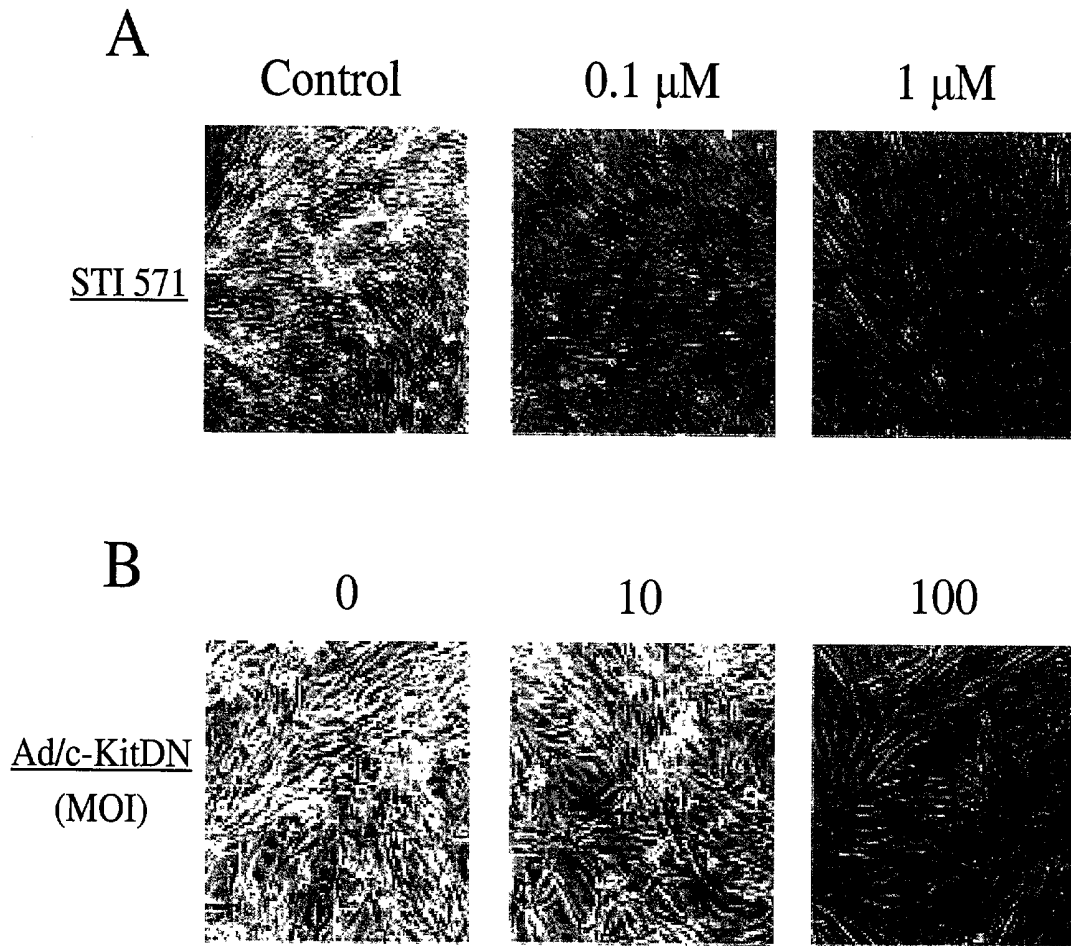 A
Control 0.1 μM 1 μM
STI 571
B
0 10 100
Ad/c-KitDN
(MOI)